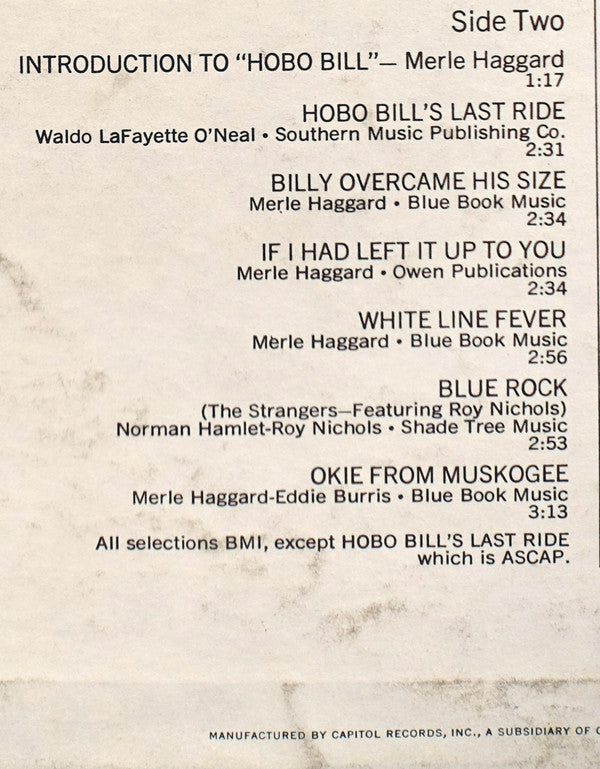 Side Two
INTRODUCTION TO “HOBO BILL”— Merle Haggard
1:17
HOBO BILL'S LAST RIDE
Waldo LaFayette O'Neal • Southern Music Publishing Co.
2:31
BILLY OVERCAME HIS SIZE
Merle Haggard • Blue Book Music
2:34
IF I HAD LEFT IT UP TO YOU
Merle Haggard • Owen Publications
2:34
WHITE LINE FEVER
Merle Haggard • Blue Book Music
2:56
BLUE ROCK
(The Strangers—Featuring Roy Nichols)
Norman Hamlet-Roy Nichols • Shade Tree Music
2:53
OKIE FROM MUSKOGEE
Merle Haggard-Eddie Burris • Blue Book Music
3:13
All selections BMI, except HOBO BILL'S LAST RIDE
which is ASCAP.
MANUFACTURED BY CAPITOL RECORDS, INC., A SUBSIDIARY OF